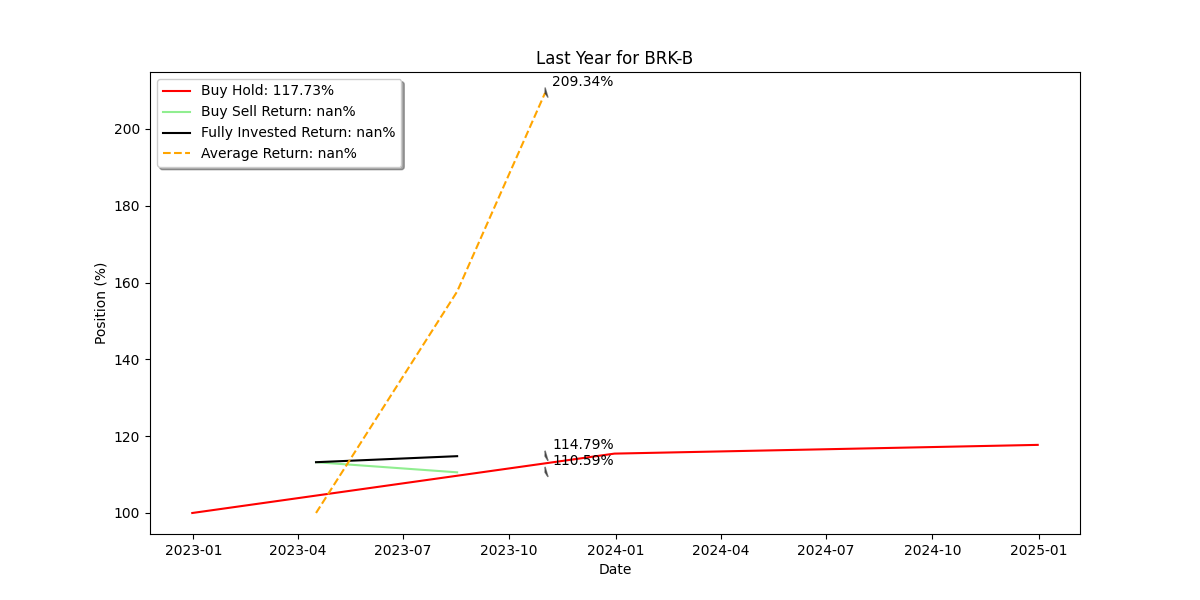 Last Year for BRK-B
Buy Hold: 117.73%
Buy Sell Return: nan%
Fully Invested Return: nan%
Average Return: nan%
209.34%
114.79%
110.59%
Position (%)
200
180
160
140
120
100
2023-01 2023-04 2023-07 2023-10 2024-01 2024-04 2024-07 2024-10 2025-01
Date